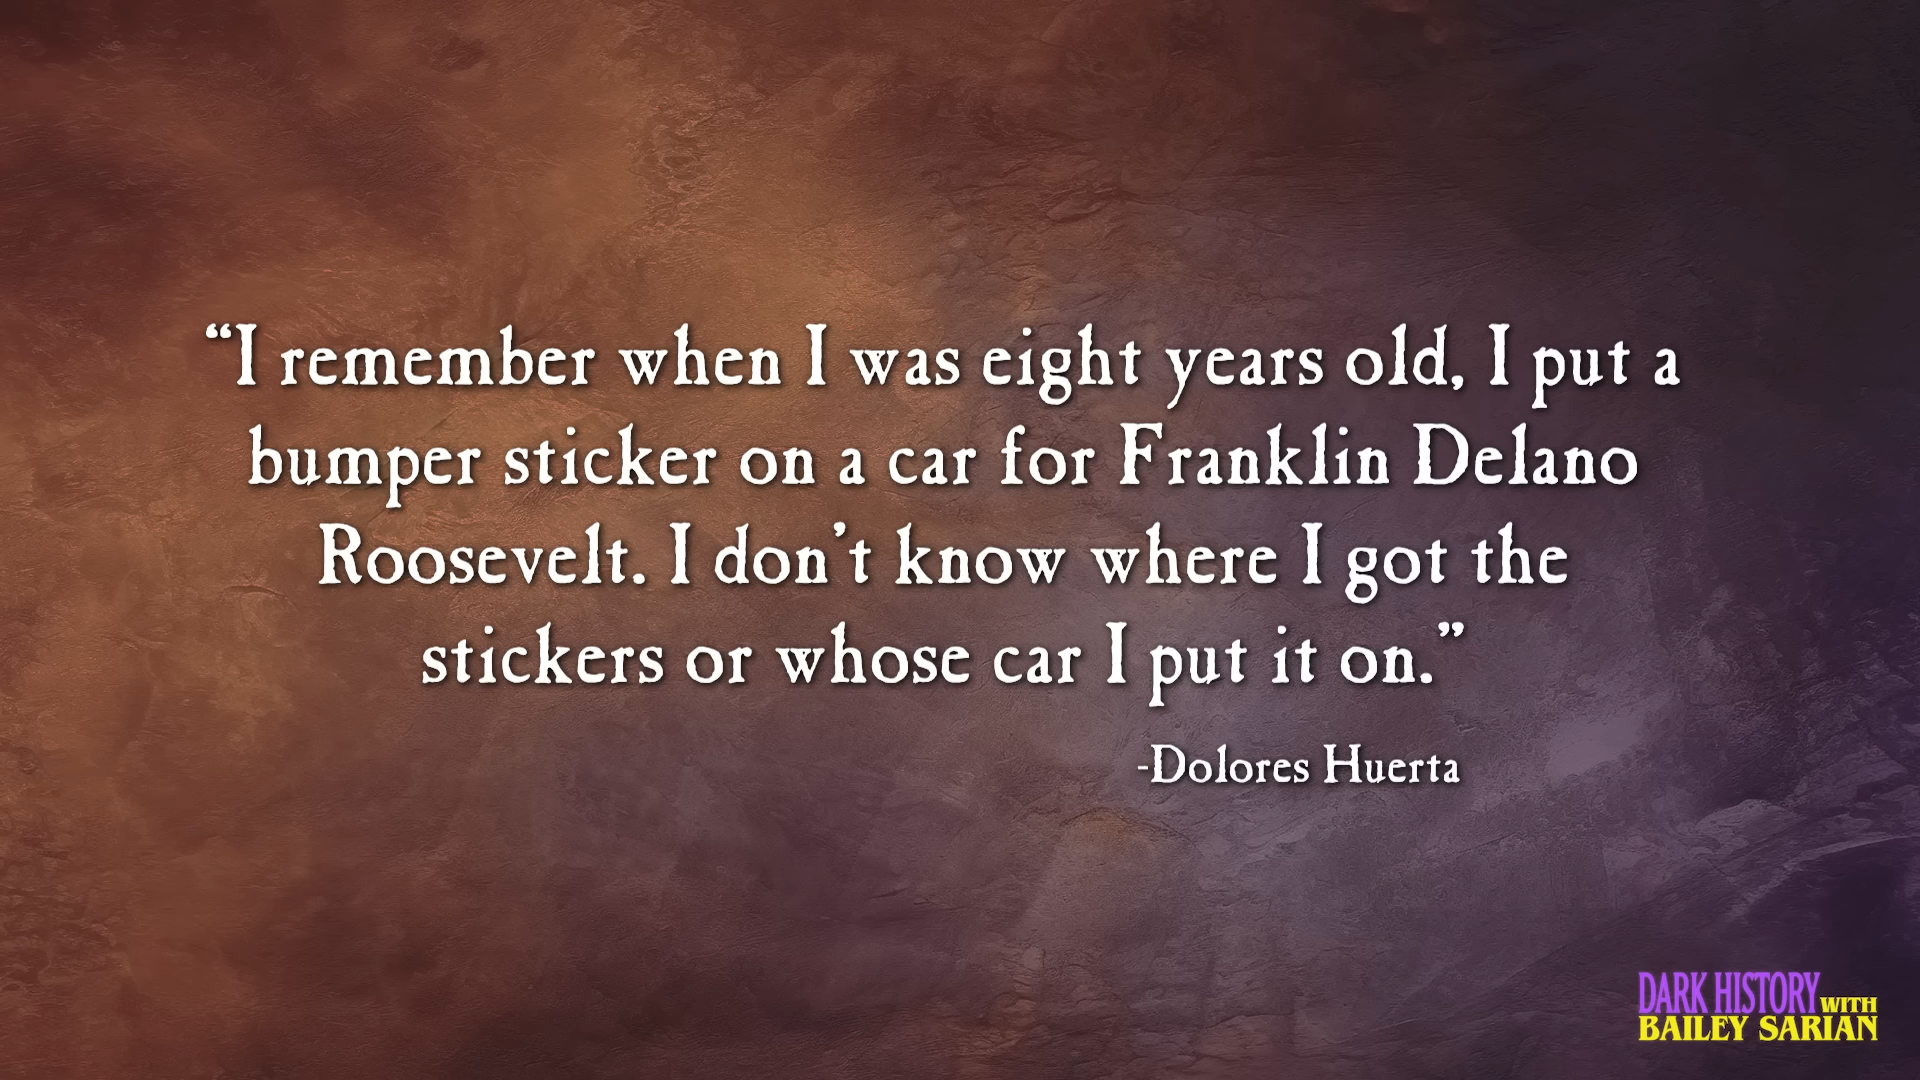 “I remember when I was eight years old, I put a
bumper sticker on a car for Franklin Delano
Roosevelt. I don’t know where I got the
stickers or whose car I put it on.”
-Dolores Huerta
DARK HISTORY WITH
BAILEY SARIAN